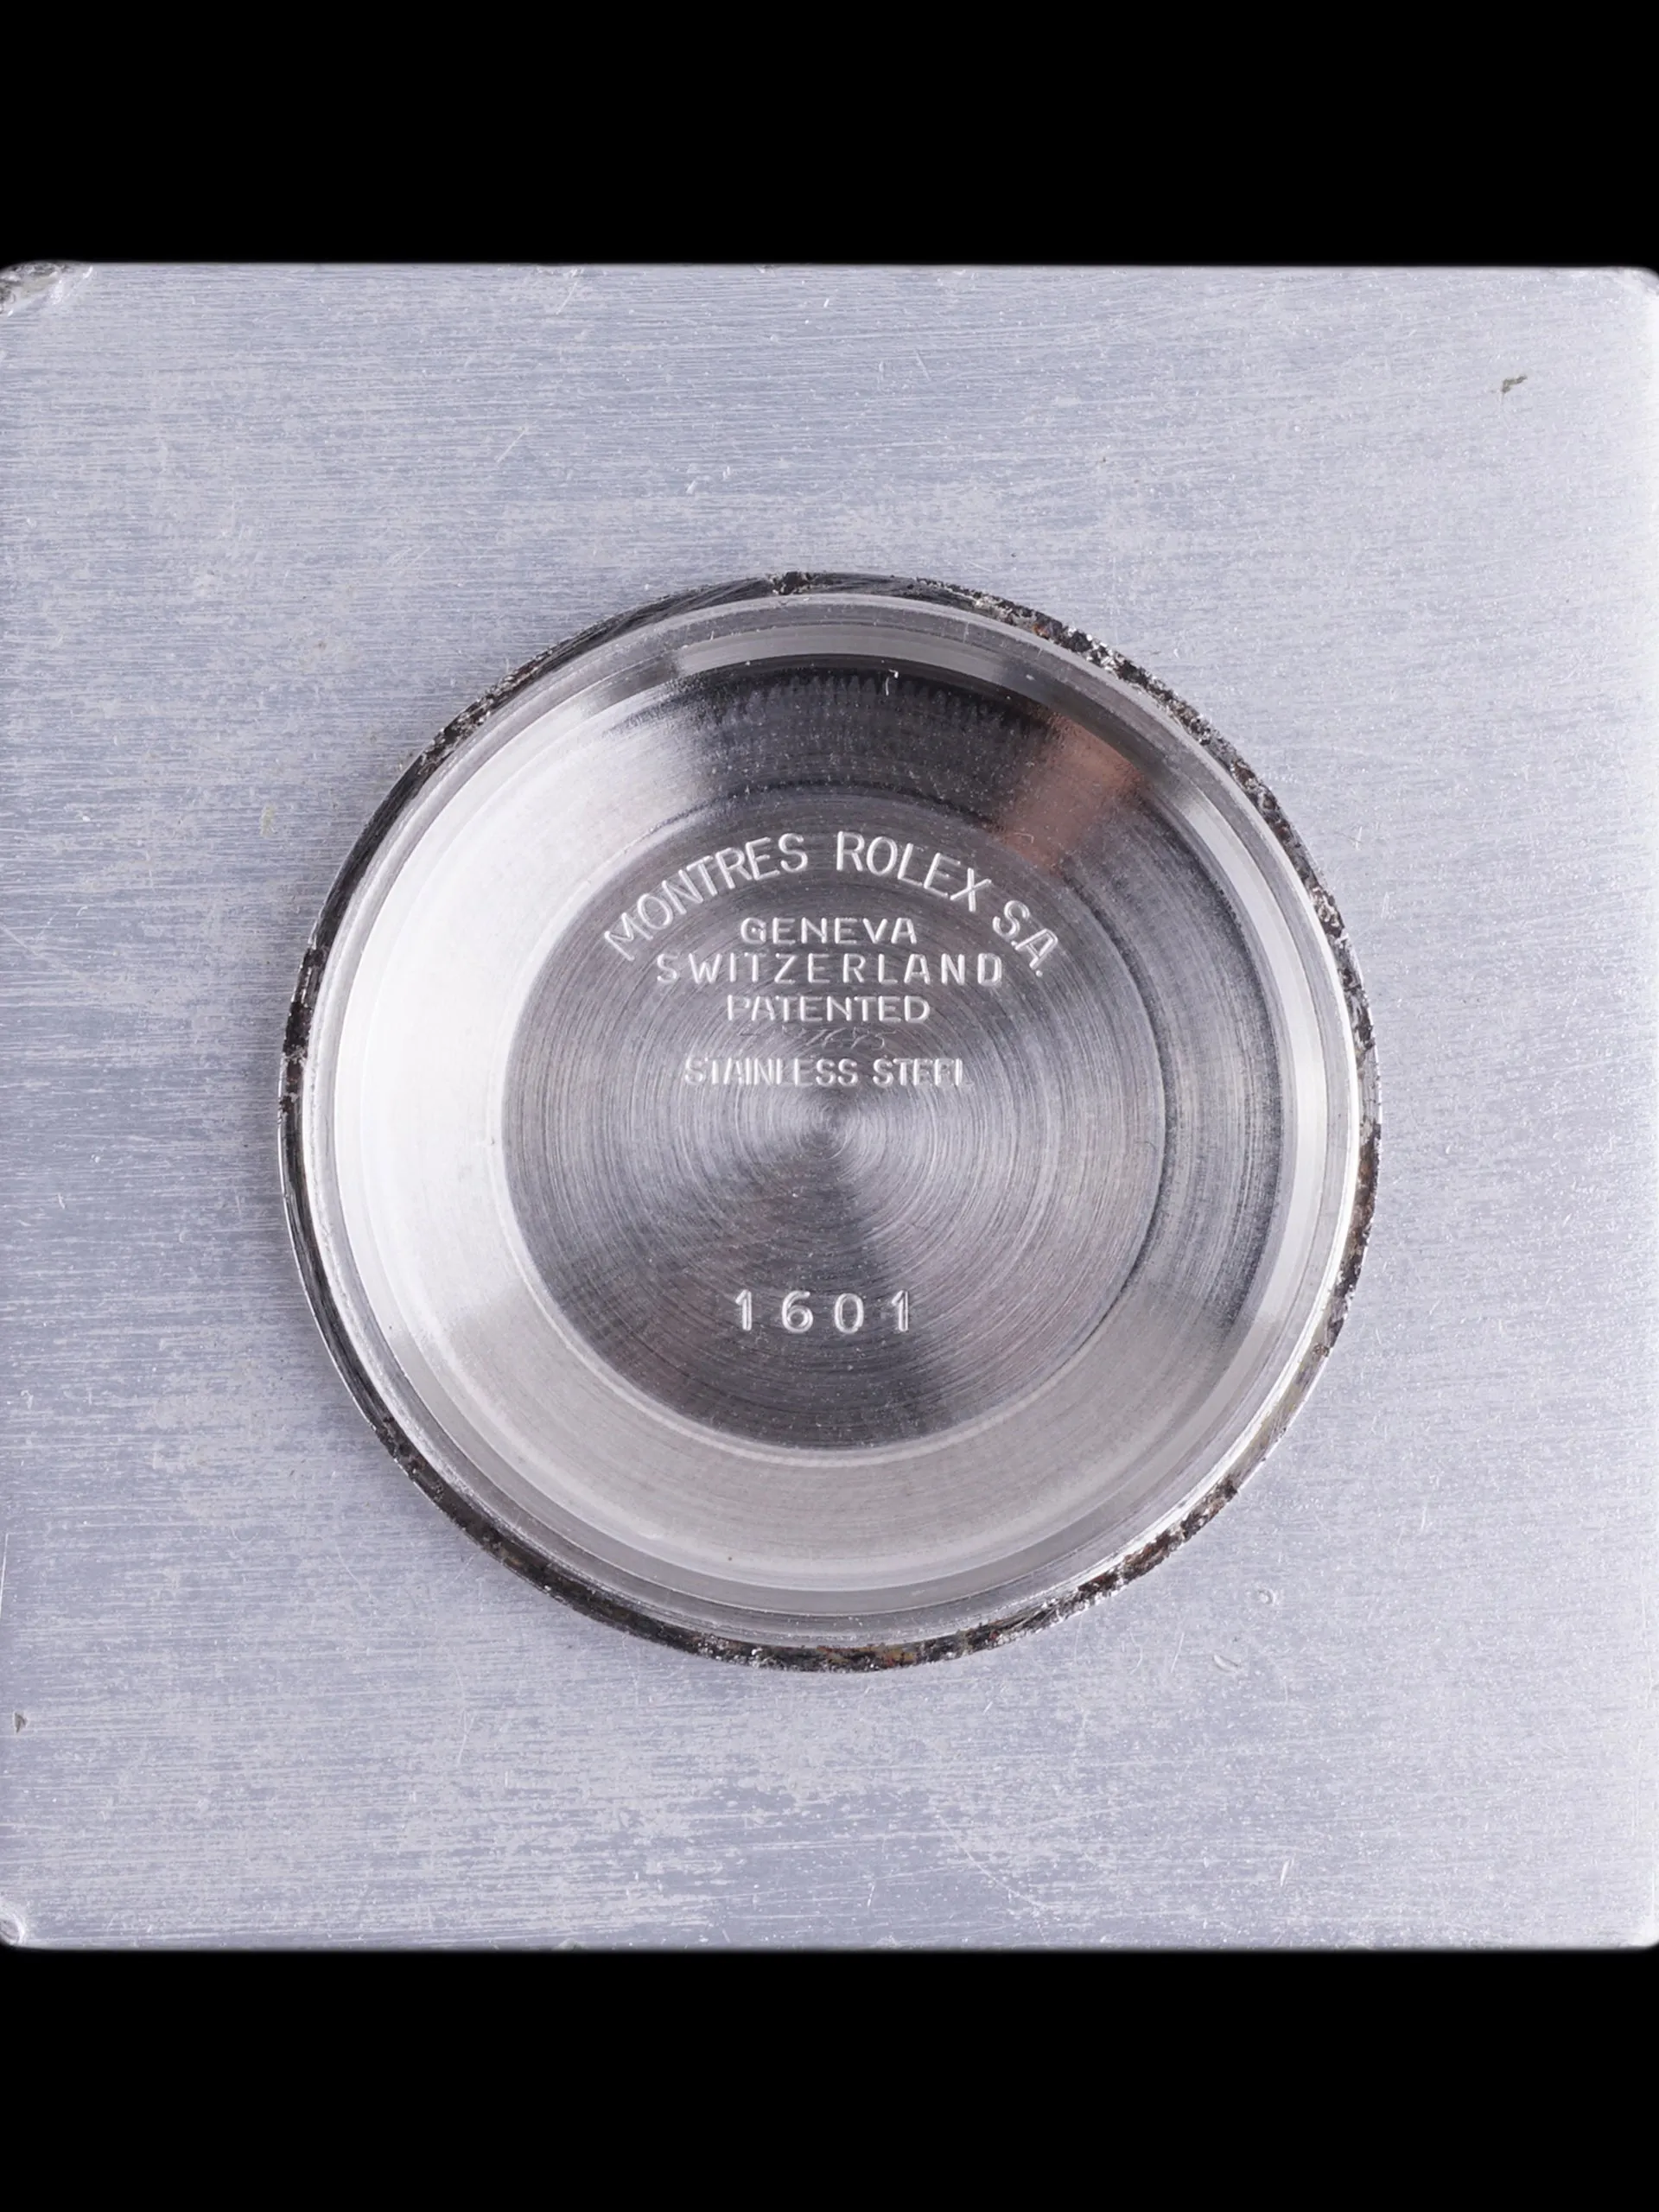 MONTRES ROLEX S.A.
GENEVA
SWITZERLAND
PATENTED
STAINLESS STEEL
1601